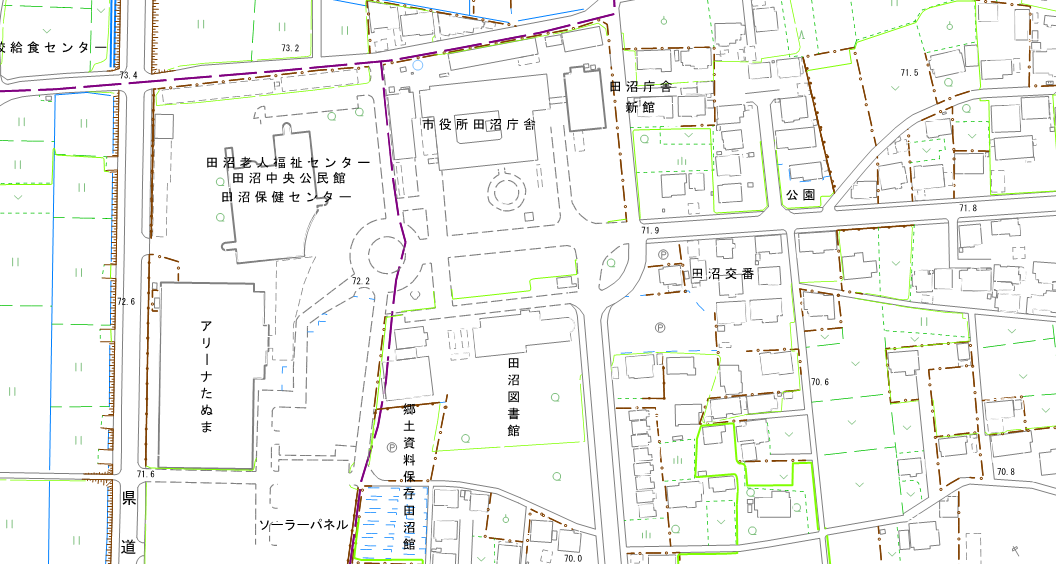 校給食センター
73.2
73.4
71.5
田沼庁舎
新館
市役所田沼庁舎
田沼老人福祉センター
田沼中央公民館
田沼保健センター
公園
71.8
71.9
田沼交番
72.2
72.6
アリーナたぬま
田沼図書館
70.6
郷土資料保存田沼館
71.6
70.8
県道
ソーラーパネル
70.0